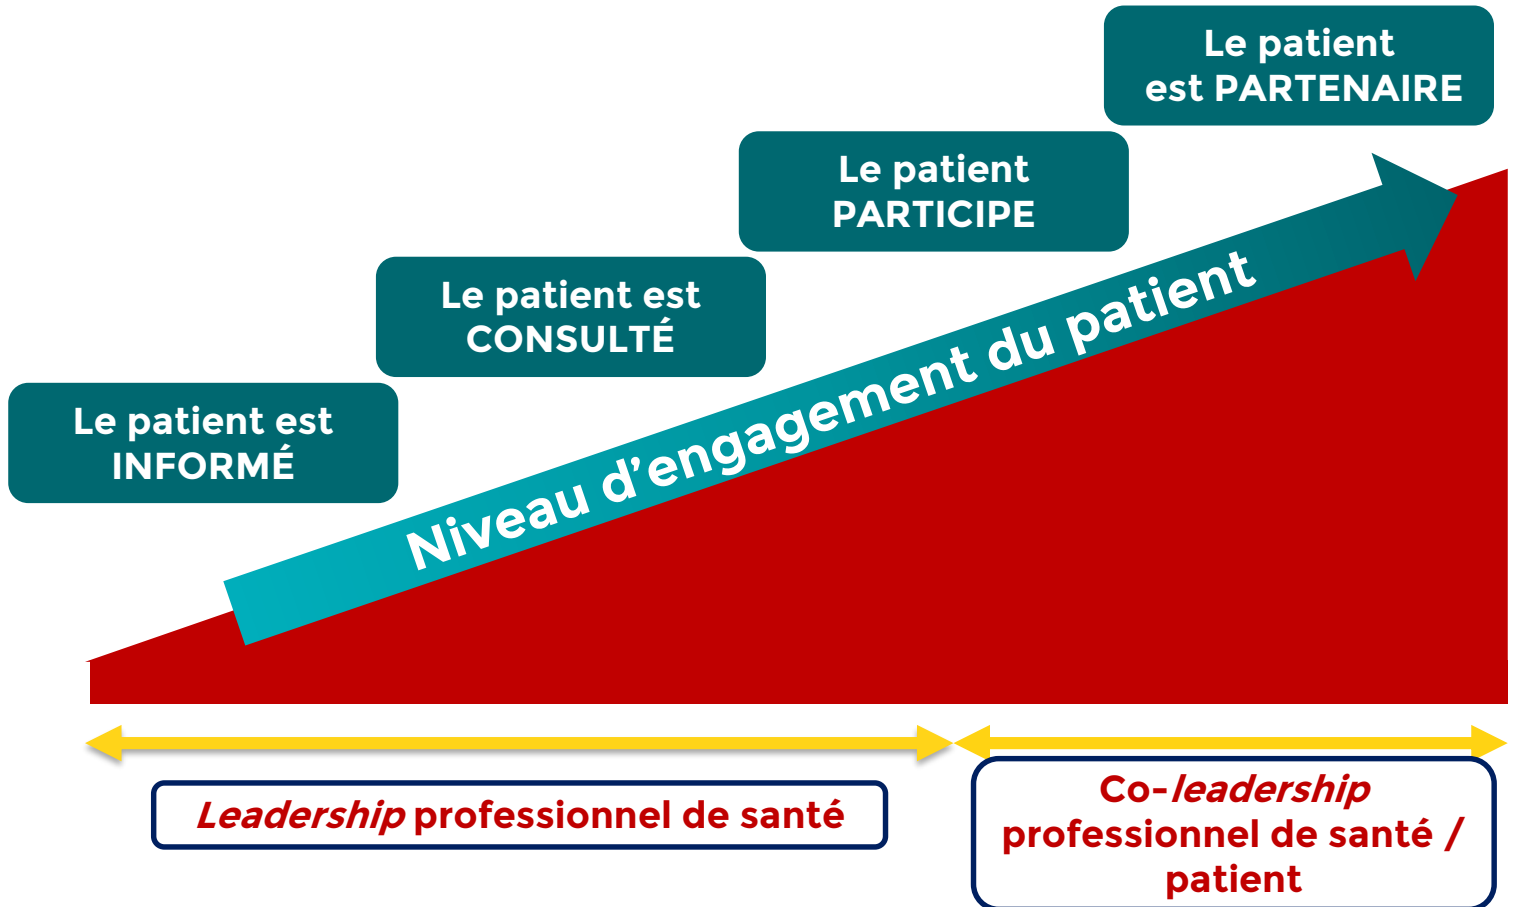 Le patient
est PARTENAIRE
Le patient
PARTICIPE
Le patient est
CONSULTÉ
Le patient est
INFORMÉ
Niveau d’engagement du patient
Leadership professionnel de santé
Co-leadership
professionnel de santé /
patient